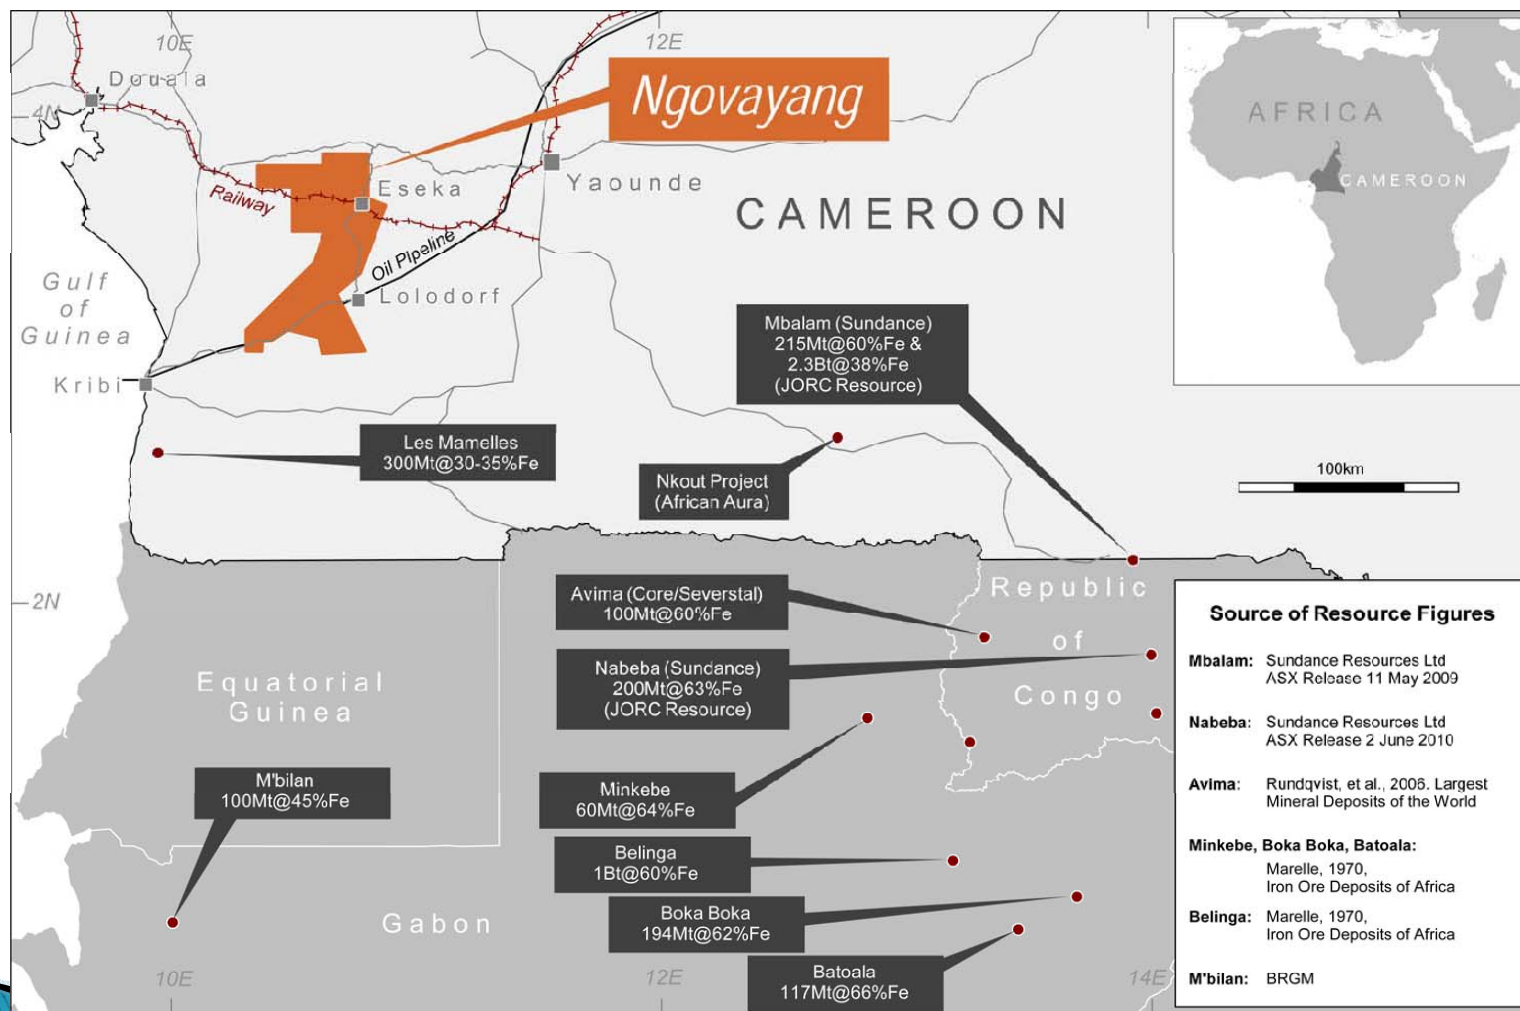 10E
12E
Douala
4N
Ngovayang
Eseka
Railway
Yaounde
CAMEROON
Oil Pipeline
Lolodorf
Gulf
of
Guinea
Kribi
AFRICA
CAMEROON
Mbalam (Sundance)
215Mt@60%Fe &
2.3Bt@38%Fe
(JORC Resource)
Les Mamelles
300Mt@30-35%Fe
Nkout Project
(African Aura)
100km
2N
Republic
of
Congo
Avima (Core/Severstal)
100Mt@60%Fe
Nabeba (Sundance)
200Mt@63%Fe
(JORC Resource)
Equatorial
Guinea
M'bilan
100Mt@45%Fe
Minkebe
60Mt@64%Fe
Belinga
1Bt@60%Fe
Boka Boka
194Mt@62%Fe
Batoala
117Mt@66%Fe
Gabon
10E
12E
14E
Source of Resource Figures
Mbalam: Sundance Resources Ltd
ASX Release 11 May 2009
Nabeba: Sundance Resources Ltd
ASX Release 2 June 2010
Avima: Rundqvist, et al., 2006. Largest
Mineral Deposits of the World
Minkebe, Boka Boka, Batoala:
Marelle, 1970,
Iron Ore Deposits of Africa
Belinga: Marelle, 1970,
Iron Ore Deposits of Africa
M'bilan: BRGM